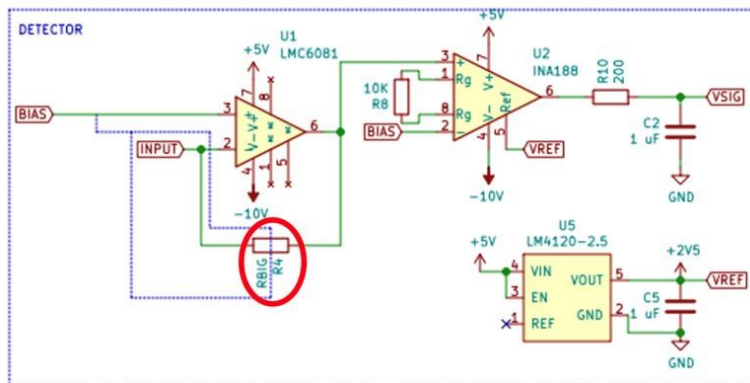 DETECTOR
U1
LMC6081
+5V
BIAS
3
7
8
V+
+
6
INPUT
2
-
V-
4
1
5
-10V
RBIG
R4
+5V
U2
INA188
3
+
7
V+
1
Rg
10K
R8
8
Rg
Ref
6
BIAS
2
-
V-
4
5
VREF
-10V
R10
200
VSIG
C2
1 uF
GND
U5
LM4120-2.5
+5V
4
VIN
3
EN
1
REF
VOUT
5
GND
2
+2V5
VREF
C5
1 uF
GND